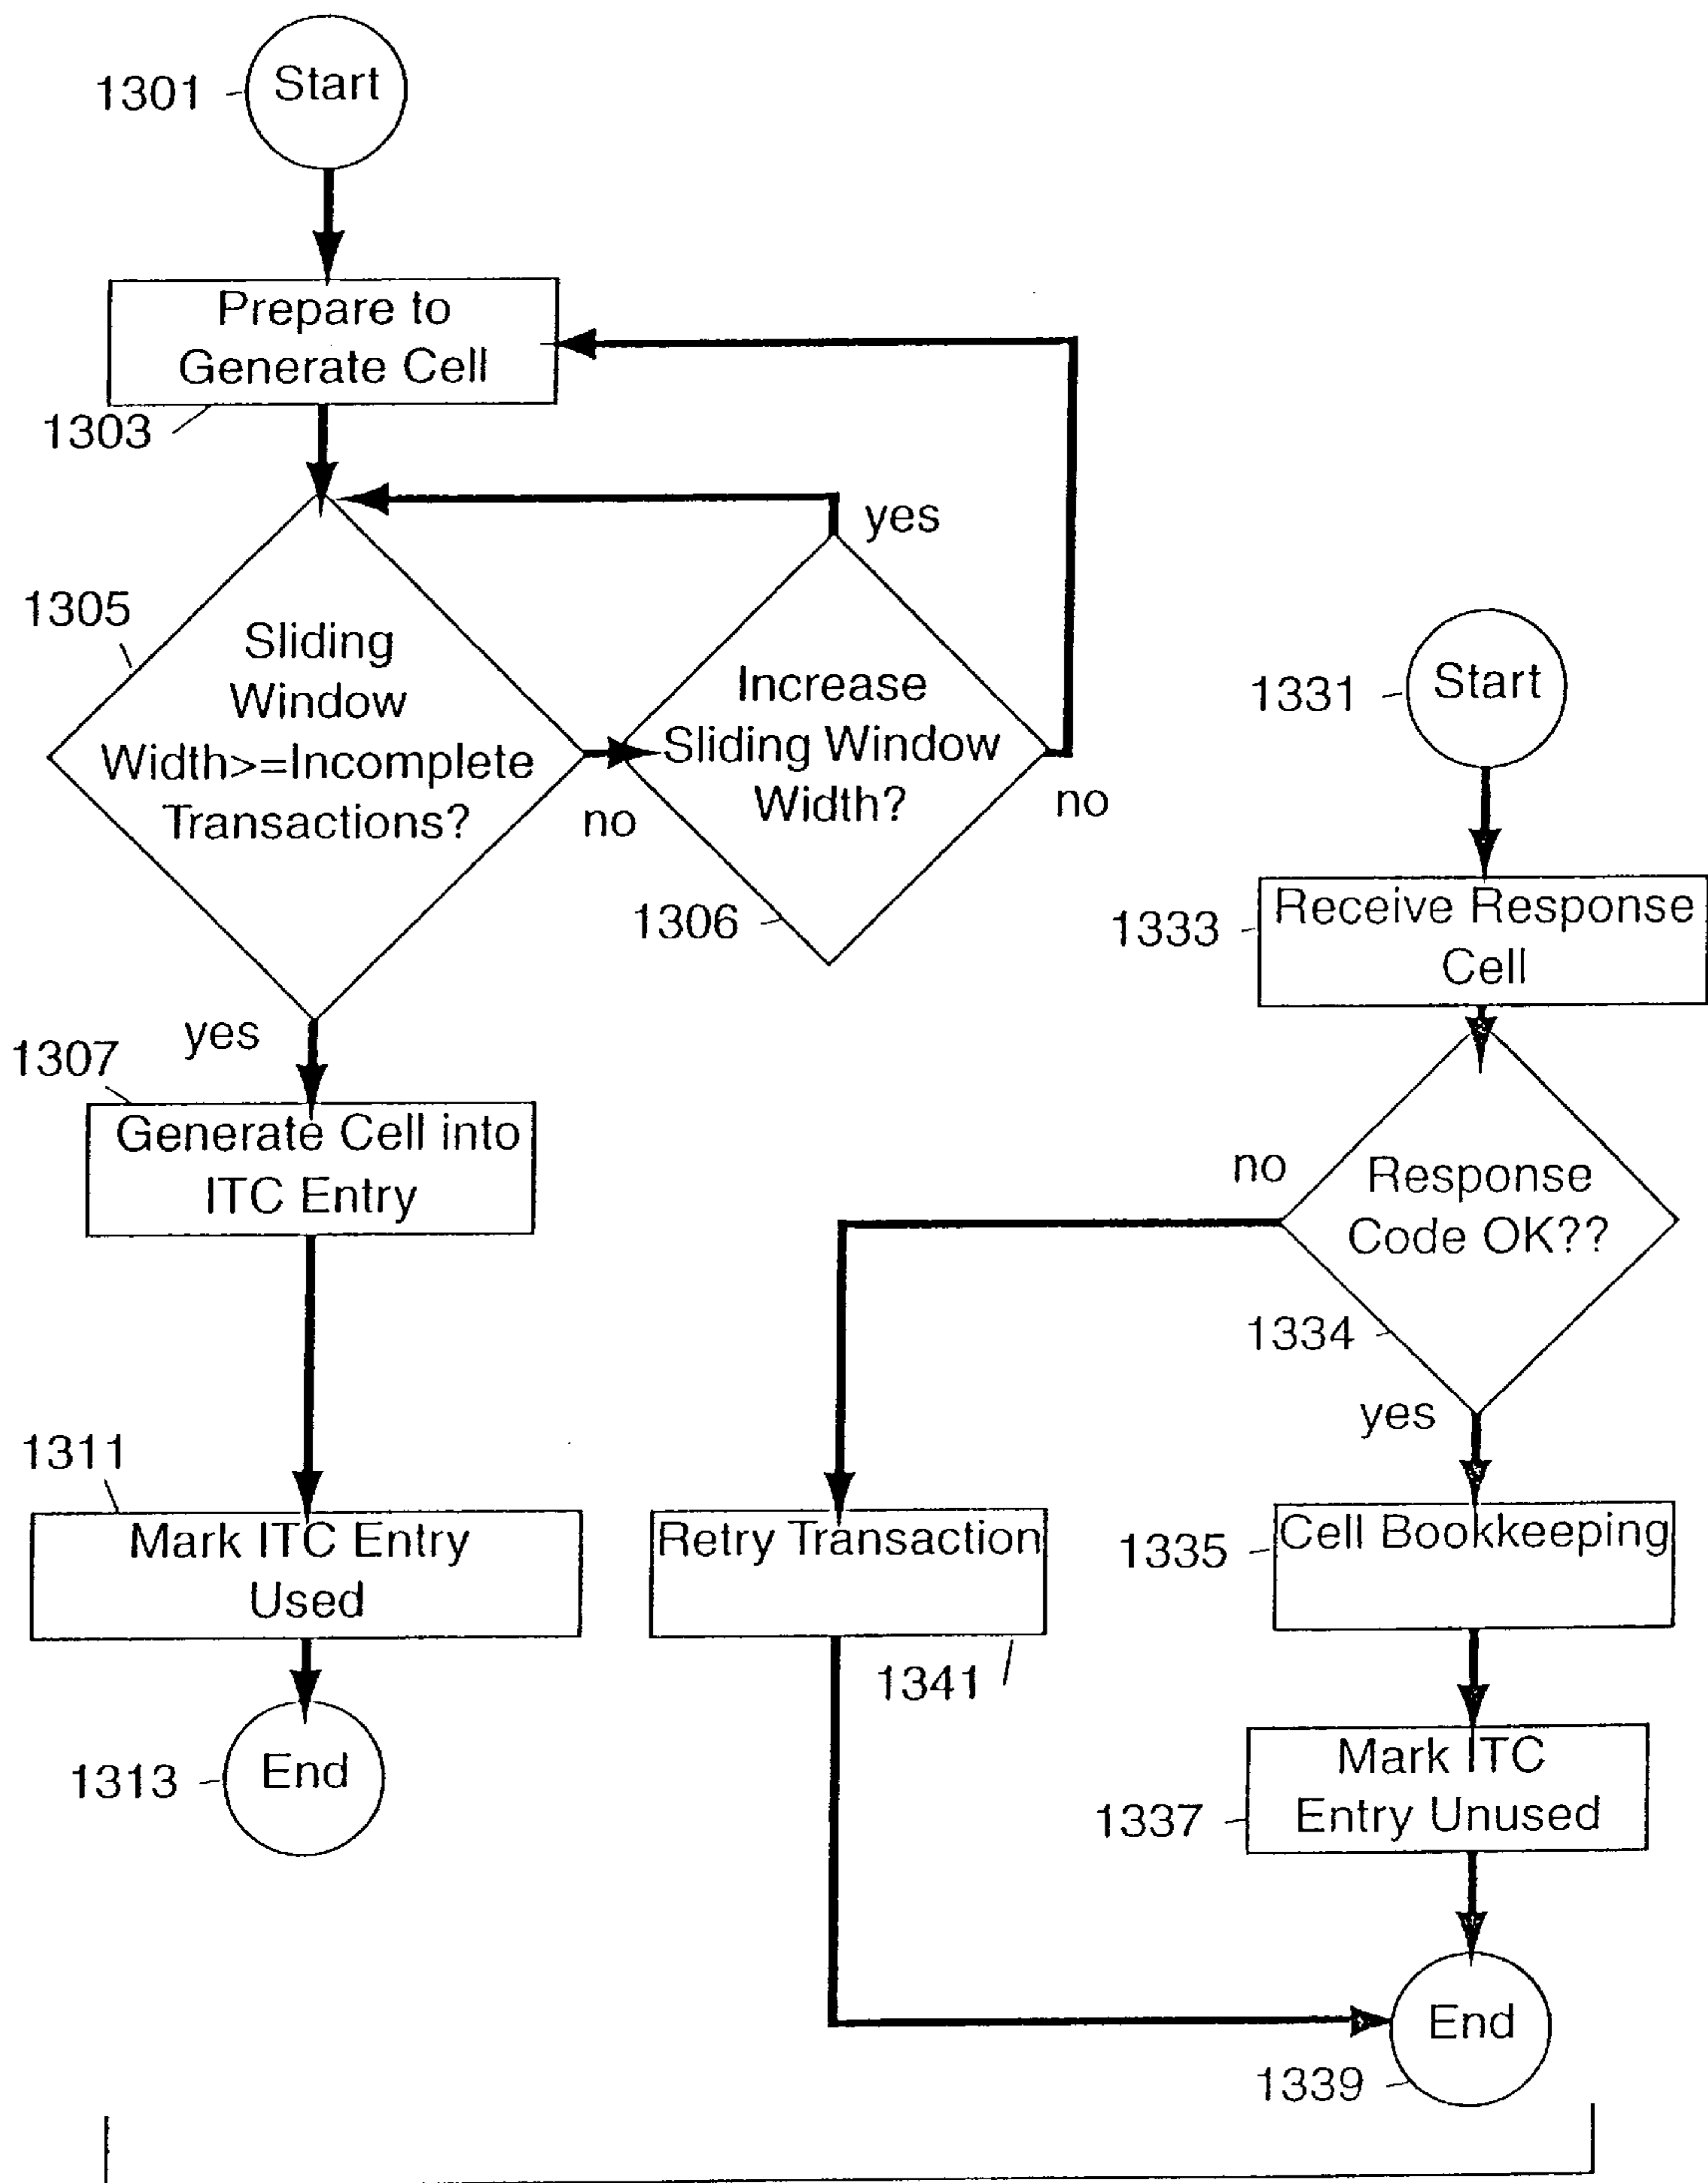 1301
Start
Prepare to
Generate Cell
1303
yes
1305
Sliding
Window
Width>=Incomplete
Transactions?
no
Increase
Sliding Window
Width?
no
1306
yes
1307
Generate Cell into
ITC Entry
1311
Mark ITC Entry
Used
1313
End
1331
Start
1333
Receive Response
Cell
no
Response
Code OK??
1334
yes
Retry Transaction
1341
1335
Cell Bookkeeping
1337
Mark ITC
Entry Unused
End
1339